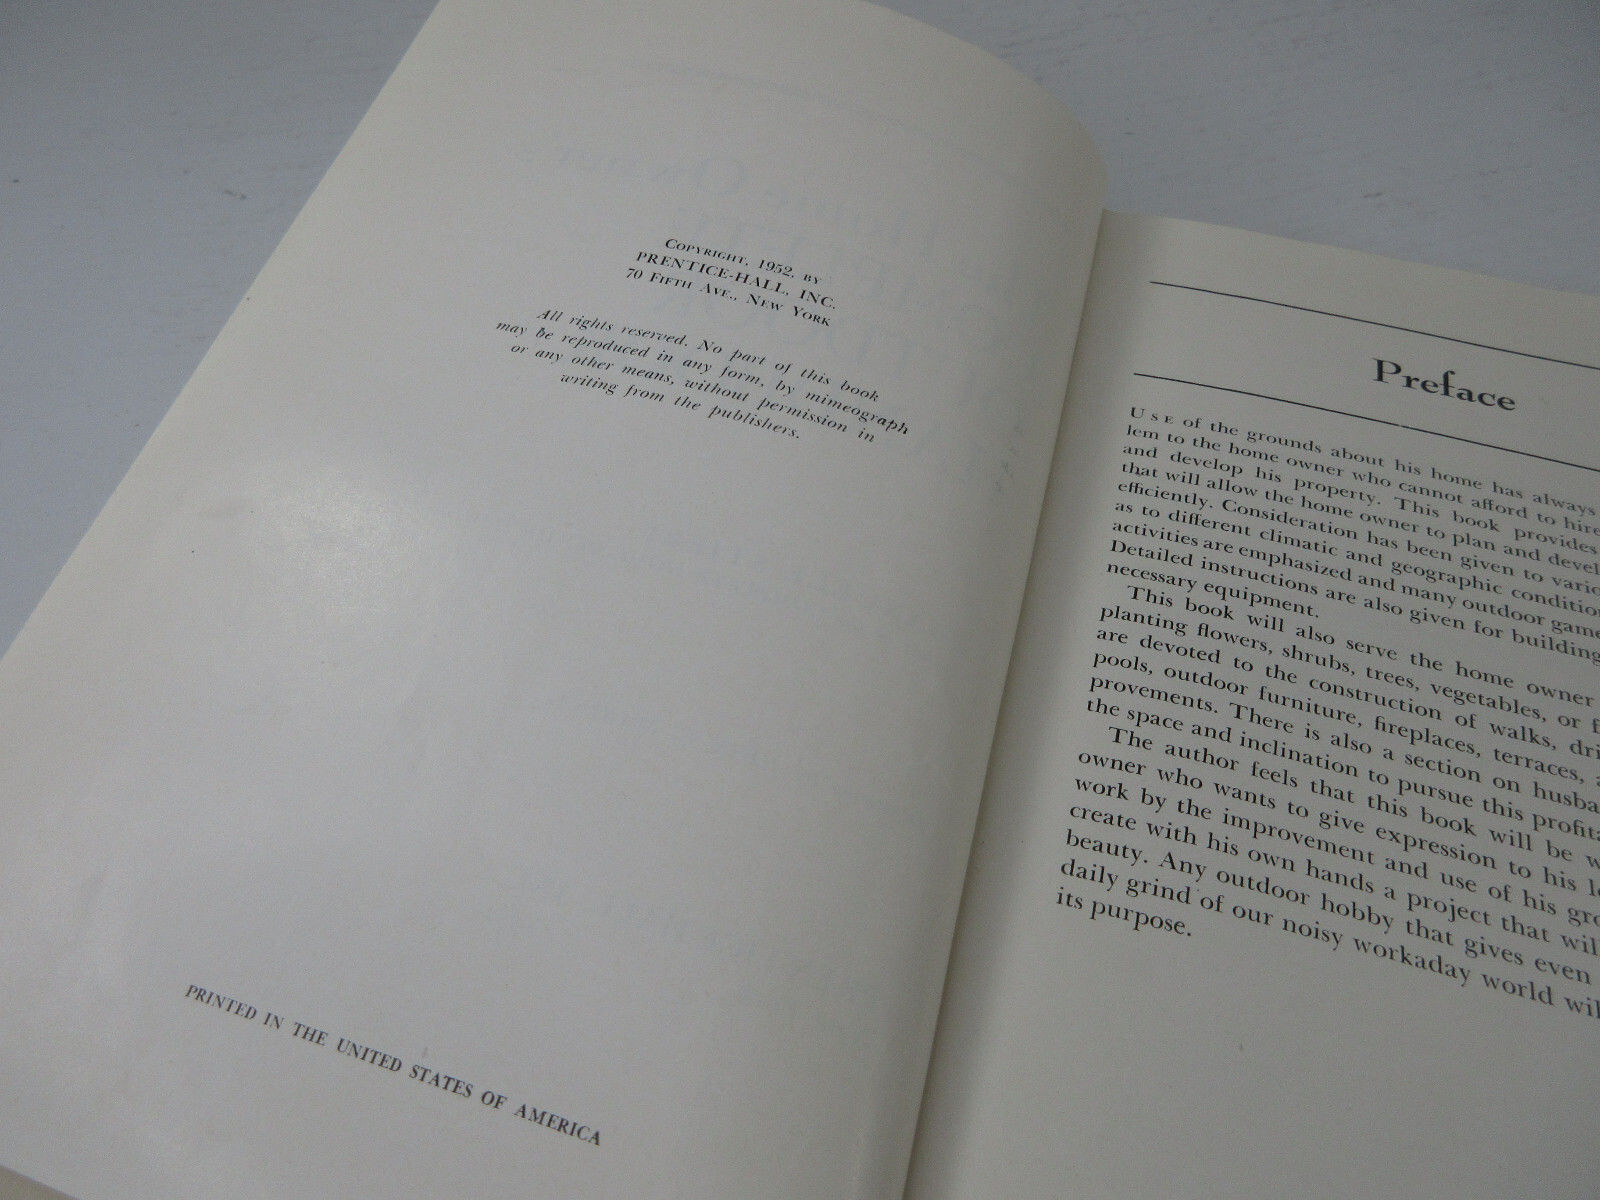 COPYRIGHT, 1952, BY
PRENTICE-HALL, INC.
70 FIFTH AVE., NEW YORK
All rights reserved. No part of this book
may be reproduced in any form, by mimeograph
or any other means, without permission in
writing from the publishers.
PRINTED IN THE UNITED STATES OF AMERICA
Preface
USE of the grounds about his home has always
lem to the home owner who cannot afford to hire
and develop his property. This book provides
that will allow the home owner to plan and devel
efficiently. Consideration has been given to vario
as to different climatic and geographic conditio
activities are emphasized and many outdoor game
Detailed instructions are also given for building
necessary equipment.
This book will also serve the home owner
planting flowers, shrubs, trees, vegetables, or f
are devoted to the construction of walks, dri
pools, outdoor furniture, fireplaces, terraces, a
provements. There is also a section on husba
the space and inclination to pursue this profita
The author feels that this book will be w
owner who wants to give expression to his lo
work by the improvement and use of his gro
create with his own hands a project that wil
beauty. Any outdoor hobby that gives even
daily grind of our noisy workaday world wil
its purpose.